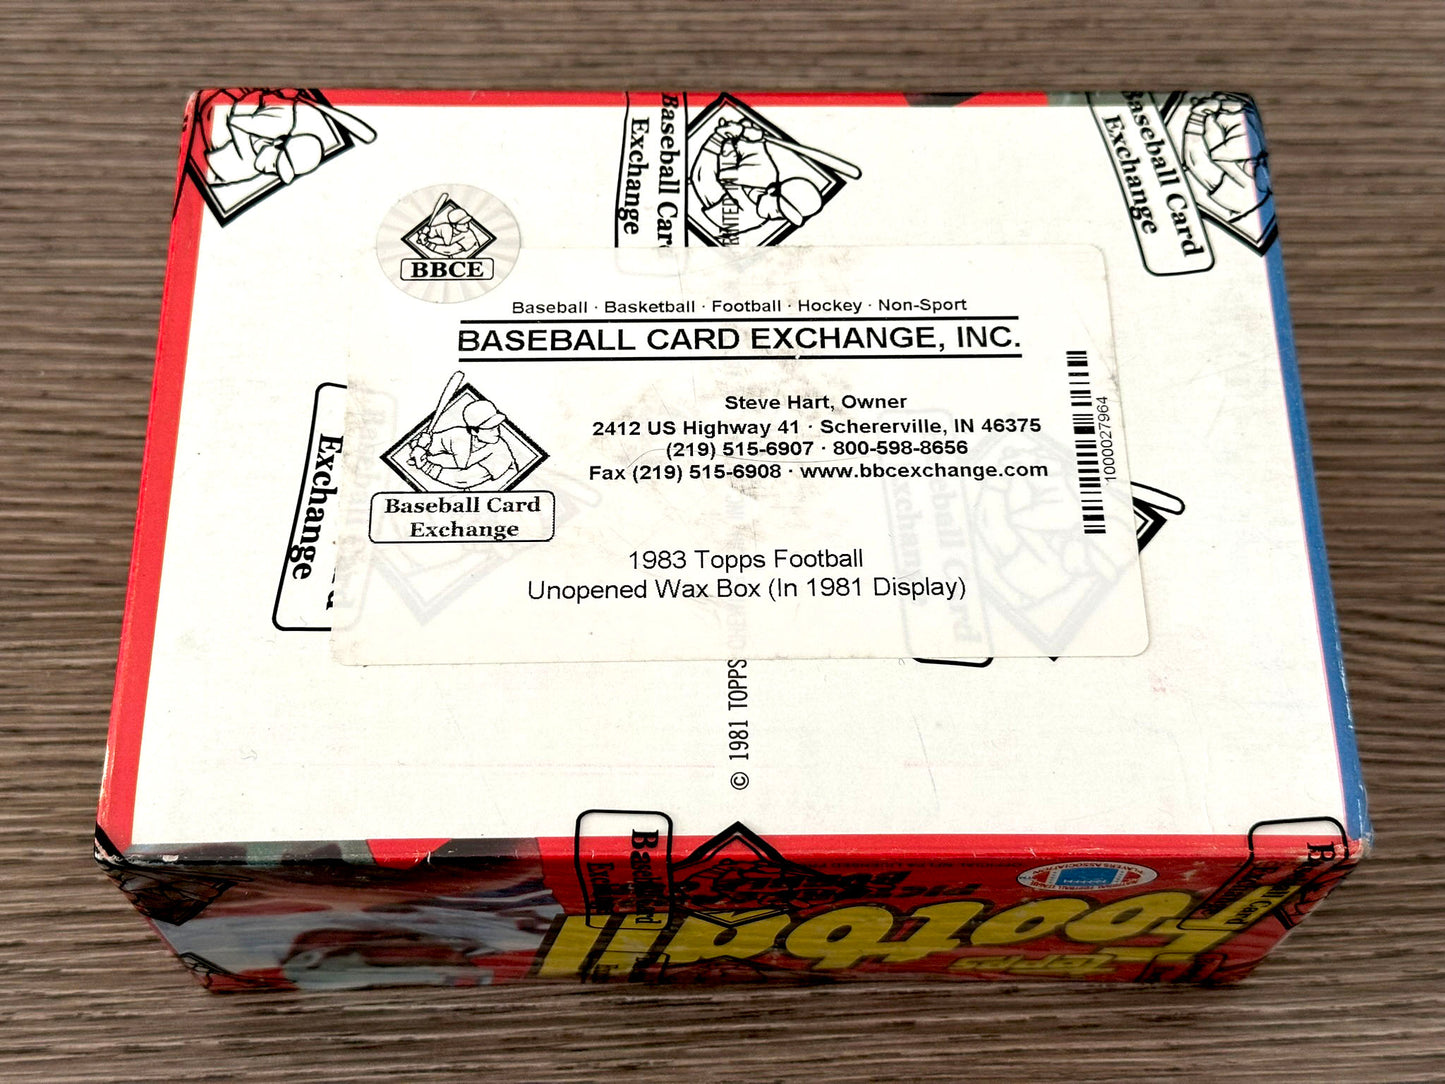 Baseball Card
Exchange
Baseball Card
Exchange
BBCE
Baseball · Basketball · Football · Hockey · Non-Sport
BASEBALL CARD EXCHANGE, INC.
Steve Hart, Owner
2412 US Highway 41 · Schererville, IN 46375
(219) 515-6907 · 800-598-8656
Fax (219) 515-6908 · www.bbcexchange.com
1000027964
Baseball Card
Exchange
Exchange
1983 Topps Football
Unopened Wax Box (In 1981 Display)
© 1981 TOPPS
TOPPS
Football